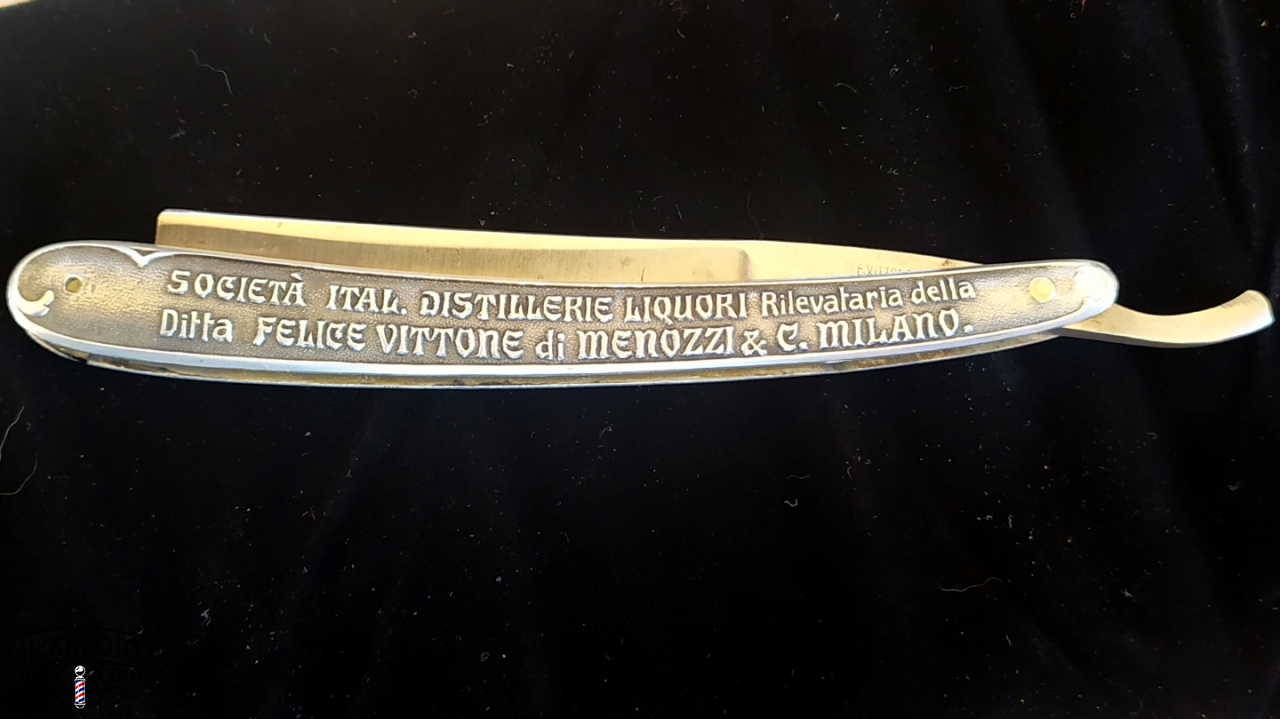 SOCIETÀ ITAL. DISTILLERIE LIQUORI Rilevataria della
Ditta FELICE VITTONE di MENOZZI & C. MILANO.